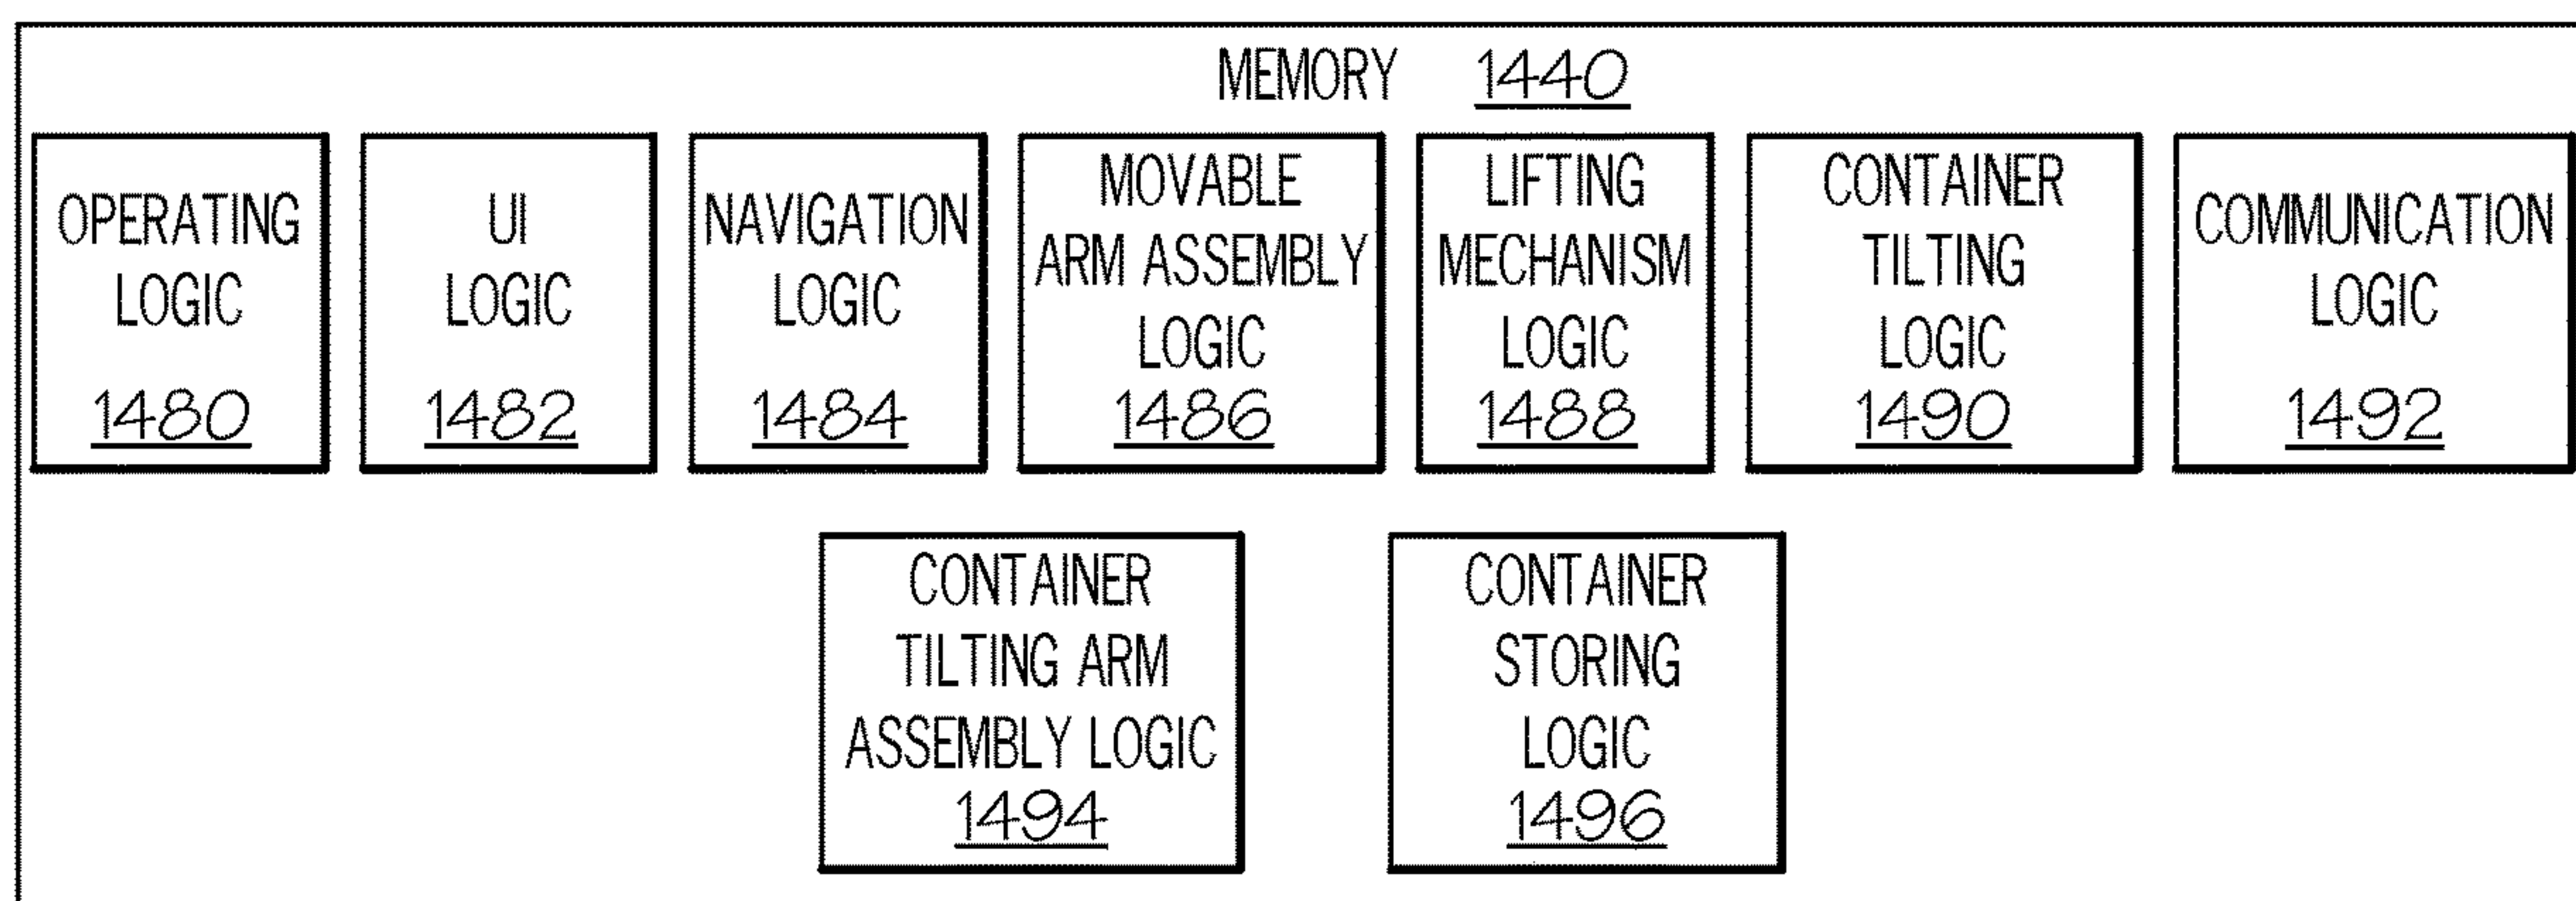 MEMORY 1440
OPERATING
LOGIC
1480
UI
LOGIC
1482
NAVIGATION
LOGIC
1484
MOVABLE
ARM ASSEMBLY
LOGIC
1486
LIFTING
MECHANISM
LOGIC
1488
CONTAINER
TILTING
LOGIC
1490
COMMUNICATION
LOGIC
1492
CONTAINER
TILTING ARM
ASSEMBLY LOGIC
1494
CONTAINER
STORING
LOGIC
1496